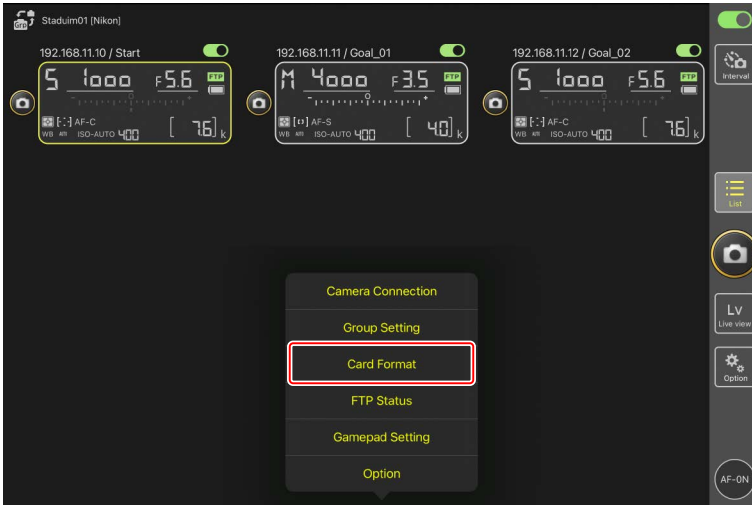 Grp
Staduim01 [Nikon]
192.168.11.10 / Start
S 1000 F5.6 FTP
AF-C
WB ISO-AUTO 400 [ 7.6] k
192.168.11.11 / Goal_01
M 4000 F3.5 FTP
AF-S
WB ISO-AUTO 400 [ 4.0] k
192.168.11.12 / Goal_02
S 1000 F5.6 FTP
AF-C
WB ISO-AUTO 400 [ 7.6] k
Interval
List
Lv
Live view
Option
AF-ON
Camera Connection
Group Setting
Card Format
FTP Status
Gamepad Setting
Option